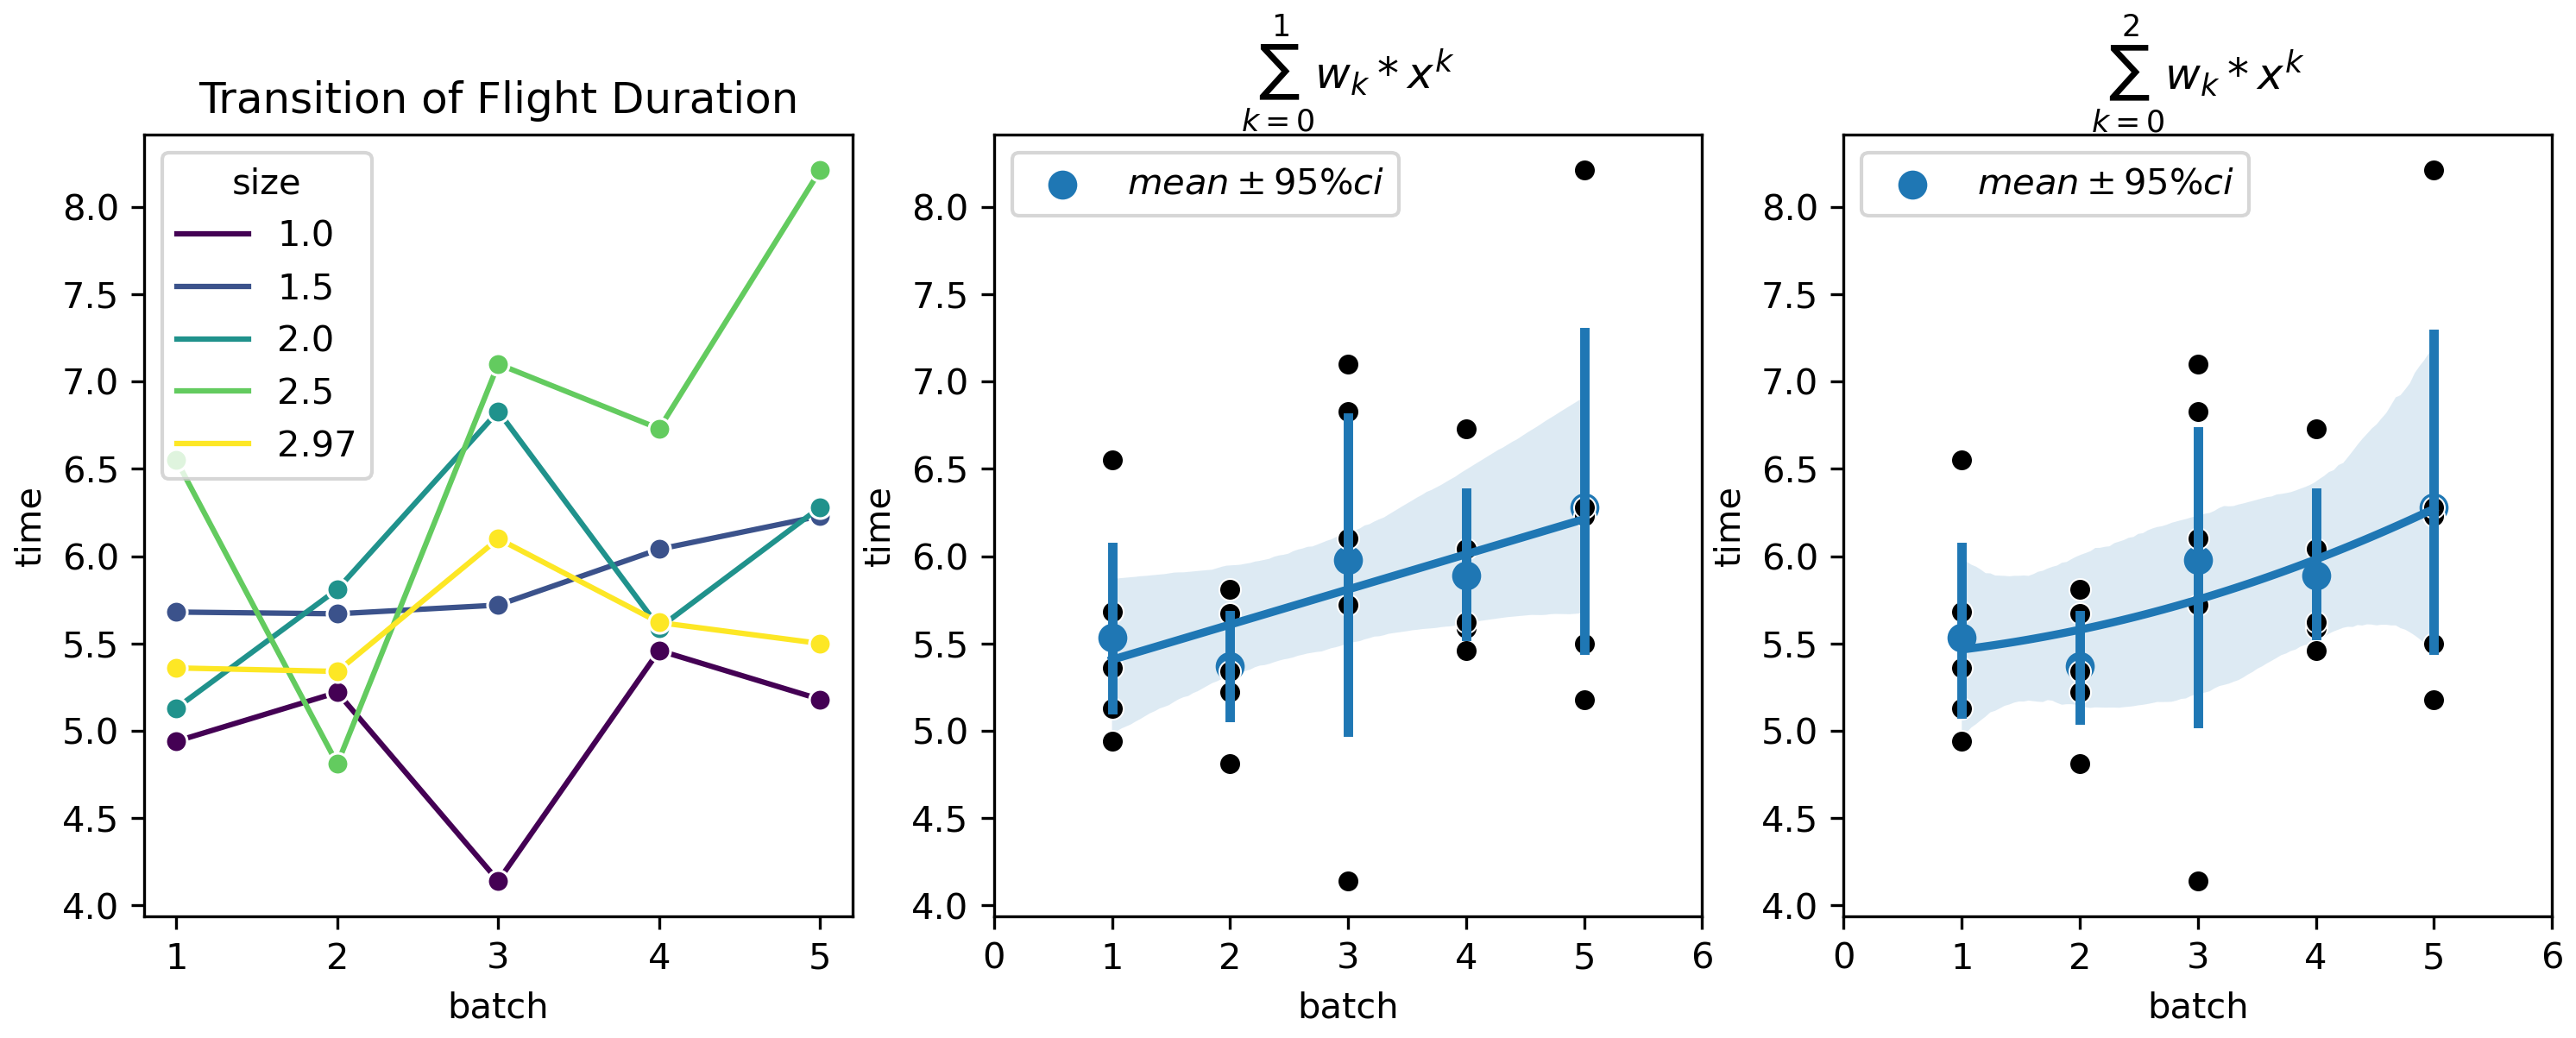 Transition of Flight Duration
size
1.0
1.5
2.0
2.5
2.97
time
8.0
7.5
7.0
6.5
6.0
5.5
5.0
4.5
4.0
1 2 3 4 5
batch
1
∑ w_k * x^k
k = 0
mean ± 95%ci
time
8.0
7.5
7.0
6.5
6.0
5.5
5.0
4.5
4.0
0 1 2 3 4 5 6
batch
2
∑ w_k * x^k
k = 0
mean ± 95%ci
time
8.0
7.5
7.0
6.5
6.0
5.5
5.0
4.5
4.0
0 1 2 3 4 5 6
batch